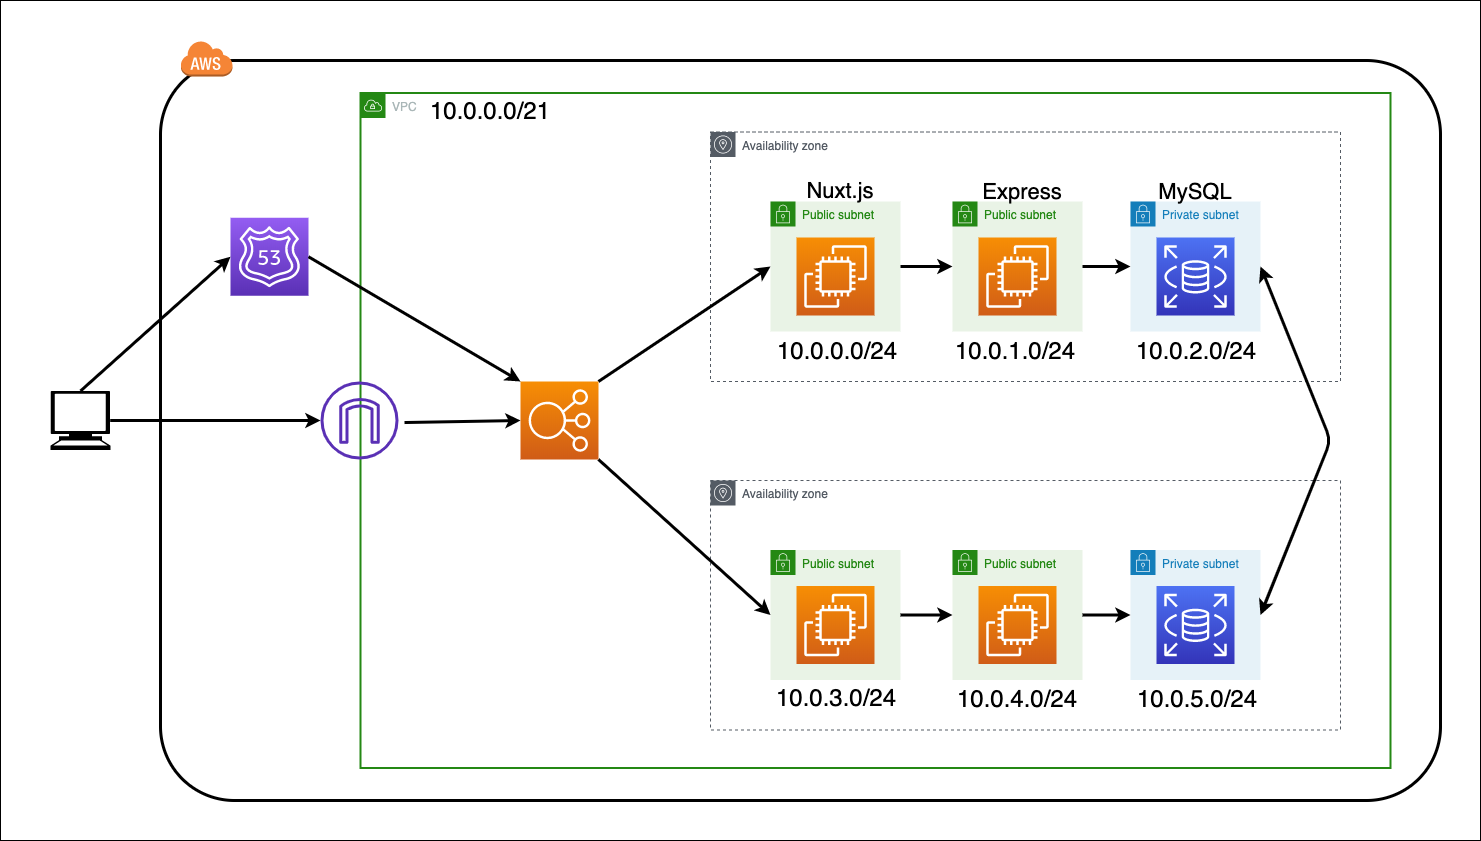 AWS
VPC 10.0.0.0/21
Availability zone
Nuxt.js Express MySQL
Public subnet Public subnet Private subnet
53
10.0.0.0/24 10.0.1.0/24 10.0.2.0/24
Availability zone
Public subnet Public subnet Private subnet
10.0.3.0/24 10.0.4.0/24 10.0.5.0/24